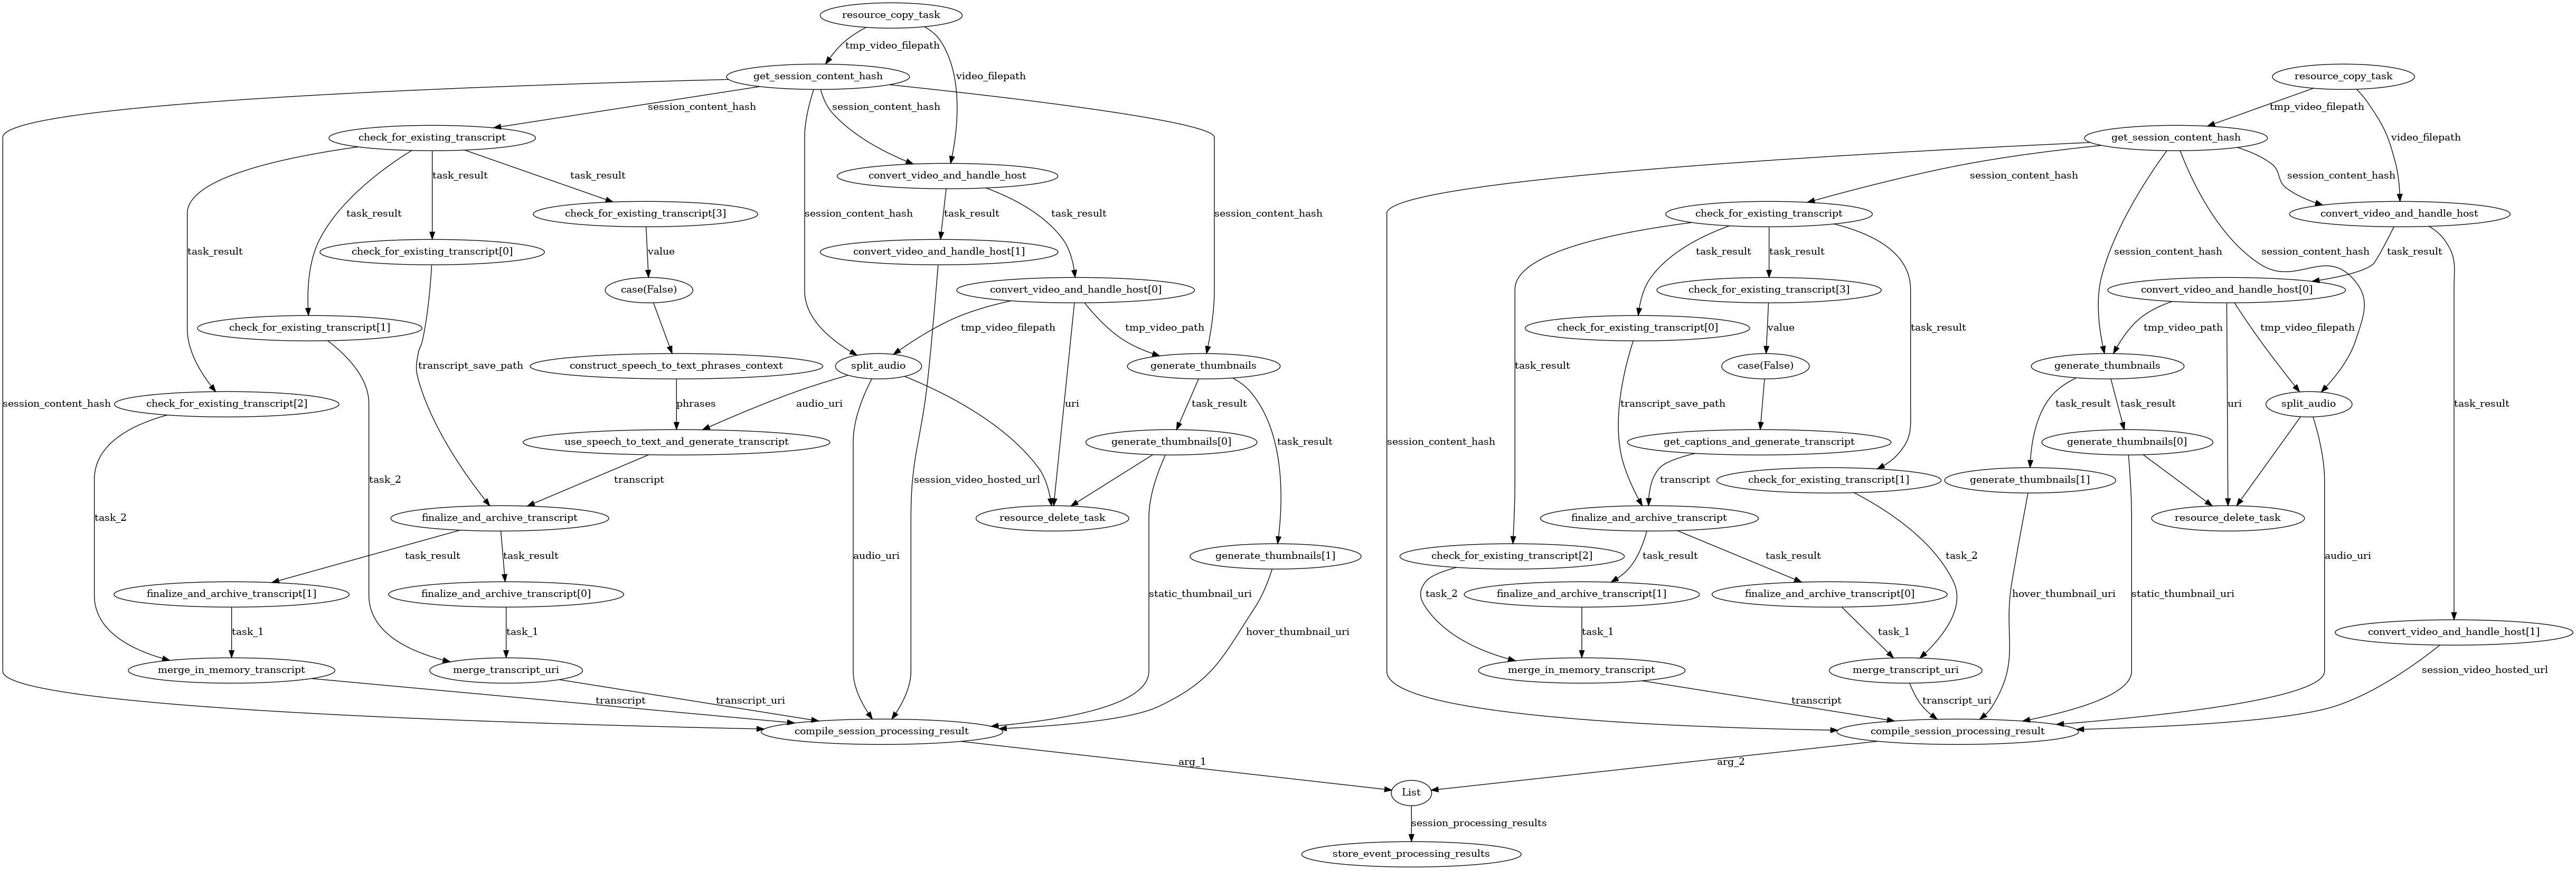 resource_copy_task
tmp_video_filepath
get_session_content_hash
video_filepath
resource_copy_task
session_content_hash
session_content_hash
tmp_video_filepath
check_for_existing_transcript
get_session_content_hash
video_filepath
task_result
task_result
convert_video_and_handle_host
session_content_hash
session_content_hash
task_result
check_for_existing_transcript[3]
session_content_hash
task_result
task_result
session_content_hash
check_for_existing_transcript
convert_video_and_handle_host
task_result
check_for_existing_transcript[0]
value
convert_video_and_handle_host[1]
task_result
task_result
session_content_hash
session_content_hash
task_result
case(False)
convert_video_and_handle_host[0]
check_for_existing_transcript[3]
convert_video_and_handle_host[0]
check_for_existing_transcript[1]
tmp_video_filepath
tmp_video_path
check_for_existing_transcript[0]
value
task_result
tmp_video_path
tmp_video_filepath
transcript_save_path
construct_speech_to_text_phrases_context
split_audio
generate_thumbnails
task_result
case(False)
generate_thumbnails
session_content_hash
check_for_existing_transcript[2]
phrases
audio_uri
uri
task_result
transcript_save_path
task_result
task_result
uri
split_audio
task_result
use_speech_to_text_and_generate_transcript
generate_thumbnails[0]
task_result
session_content_hash
get_captions_and_generate_transcript
generate_thumbnails[0]
task_2
transcript
session_video_hosted_url
transcript
check_for_existing_transcript[1]
generate_thumbnails[1]
task_2
finalize_and_archive_transcript
resource_delete_task
finalize_and_archive_transcript
resource_delete_task
task_result
task_result
audio_uri
generate_thumbnails[1]
check_for_existing_transcript[2]
task_result
task_result
task_2
audio_uri
finalize_and_archive_transcript[1]
finalize_and_archive_transcript[0]
static_thumbnail_uri
task_2
finalize_and_archive_transcript[1]
finalize_and_archive_transcript[0]
hover_thumbnail_uri
static_thumbnail_uri
task_1
task_1
hover_thumbnail_uri
task_1
task_1
convert_video_and_handle_host[1]
merge_in_memory_transcript
merge_transcript_uri
merge_in_memory_transcript
merge_transcript_uri
session_video_hosted_url
transcript
transcript_uri
transcript
transcript_uri
compile_session_processing_result
compile_session_processing_result
arg_1
arg_2
List
session_processing_results
store_event_processing_results